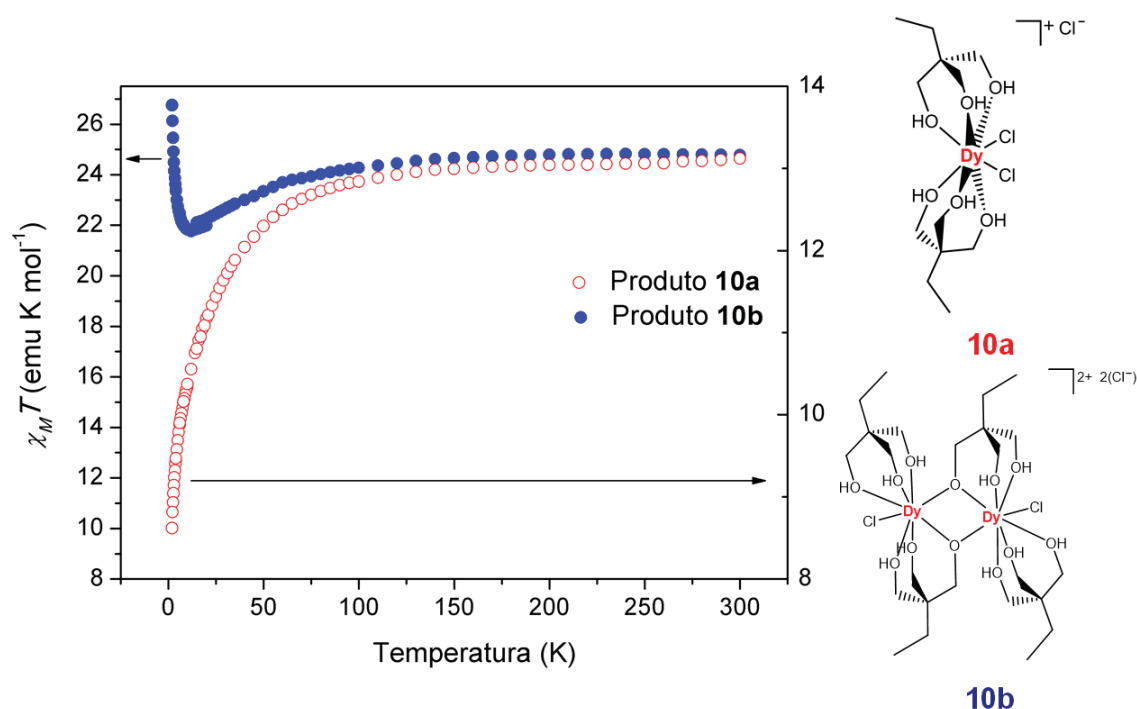 χMT (emu K mol⁻¹)
26
24
22
20
18
16
14
12
10
8
14
12
10
8
0
50
100
150
200
250
300
Temperatura (K)
Produto 10a
Produto 10b
+ Cl⁻
OH
OH
HO
Cl
Dy
Cl
HO
OH
OH
10a
2+ 2(Cl⁻)
OH
HO
HO
O
OH
OH
Cl
Dy
Dy
Cl
HO
O
OH
OH
OH
HO
10b